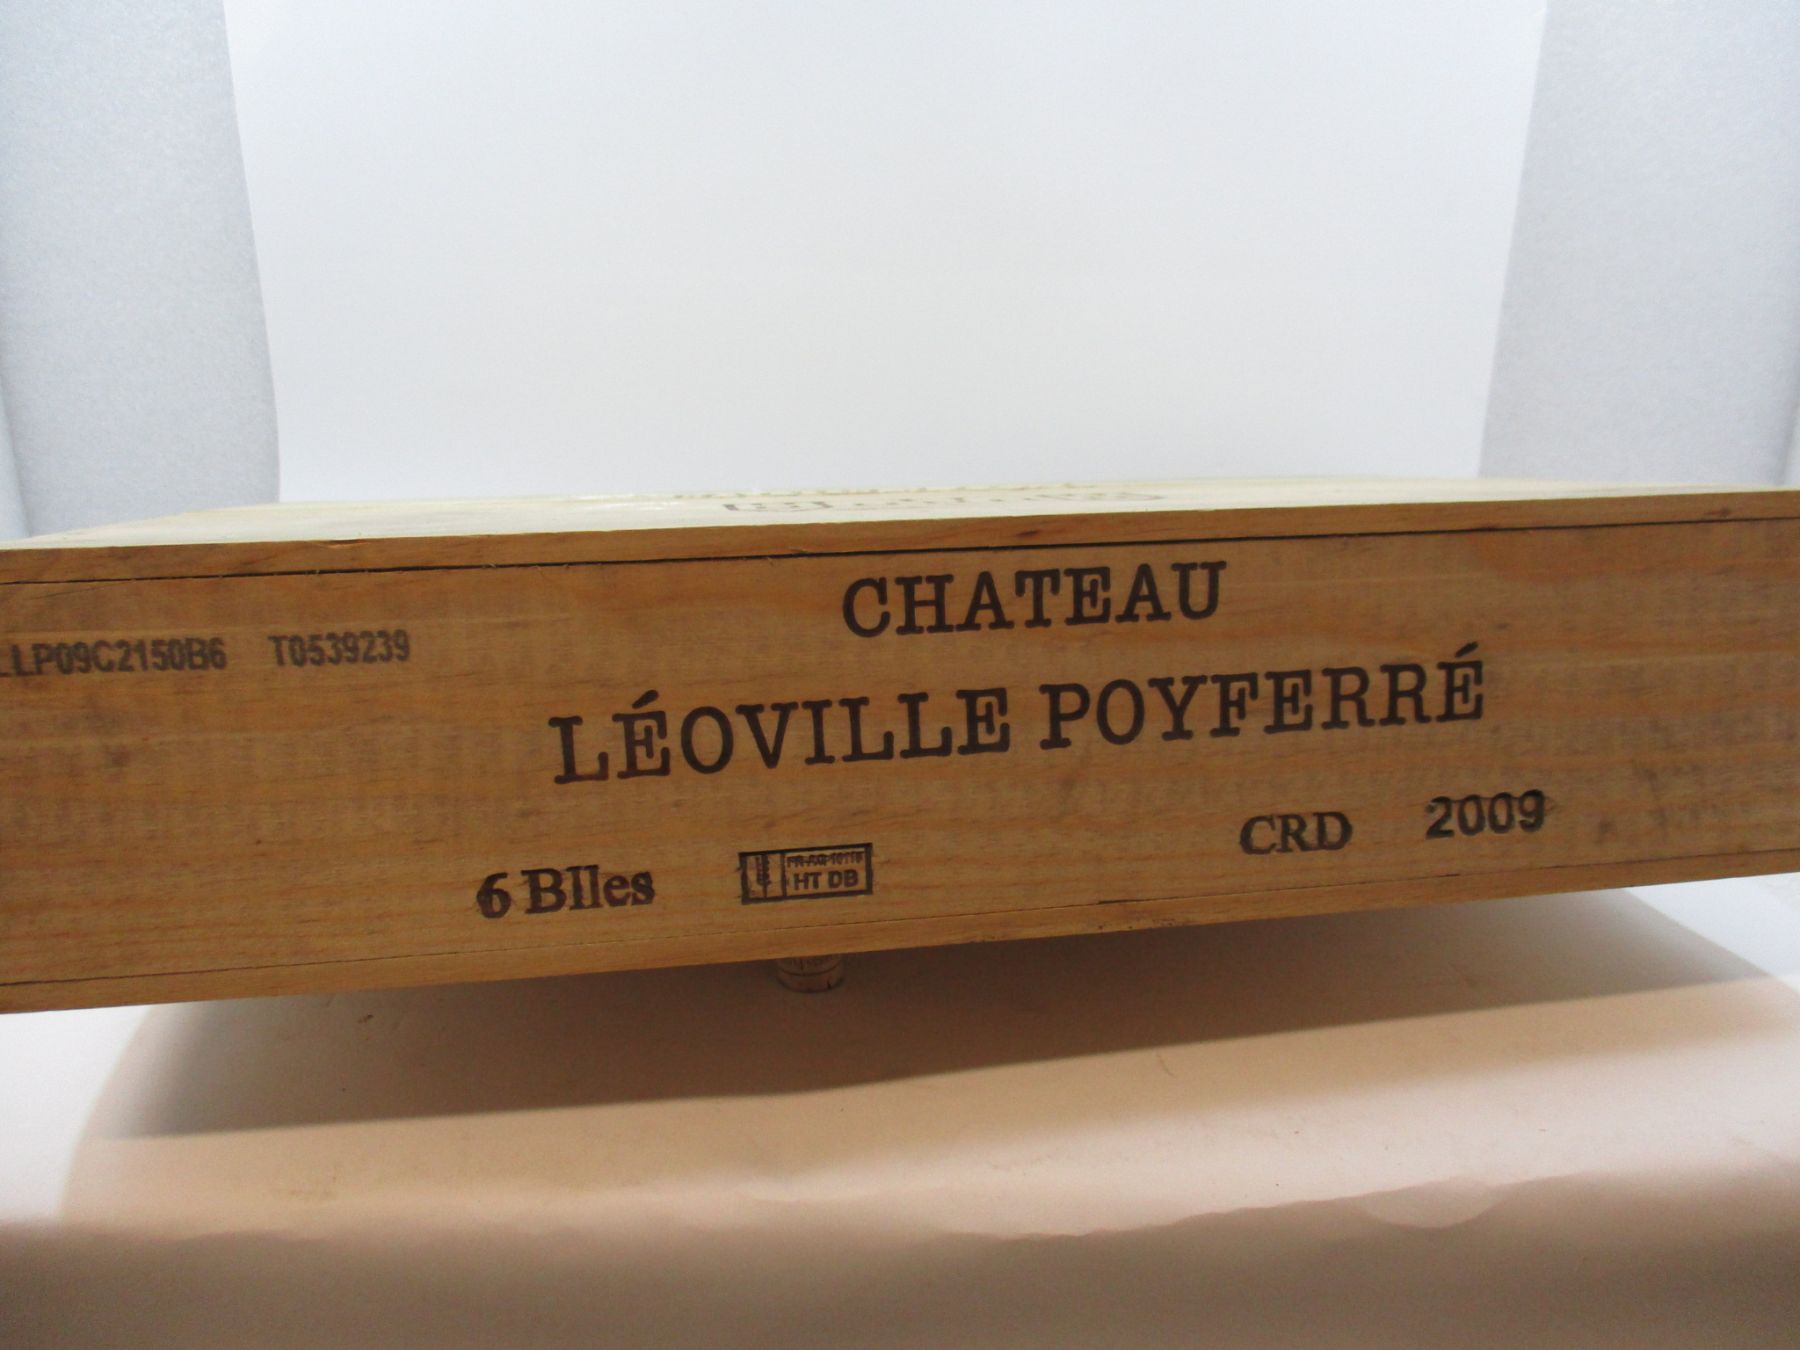 CHATEAU
LLP09C2150B6 T0539239
LÉOVILLE POYFERRÉ
CRD 2009
6 Blles
HT DB